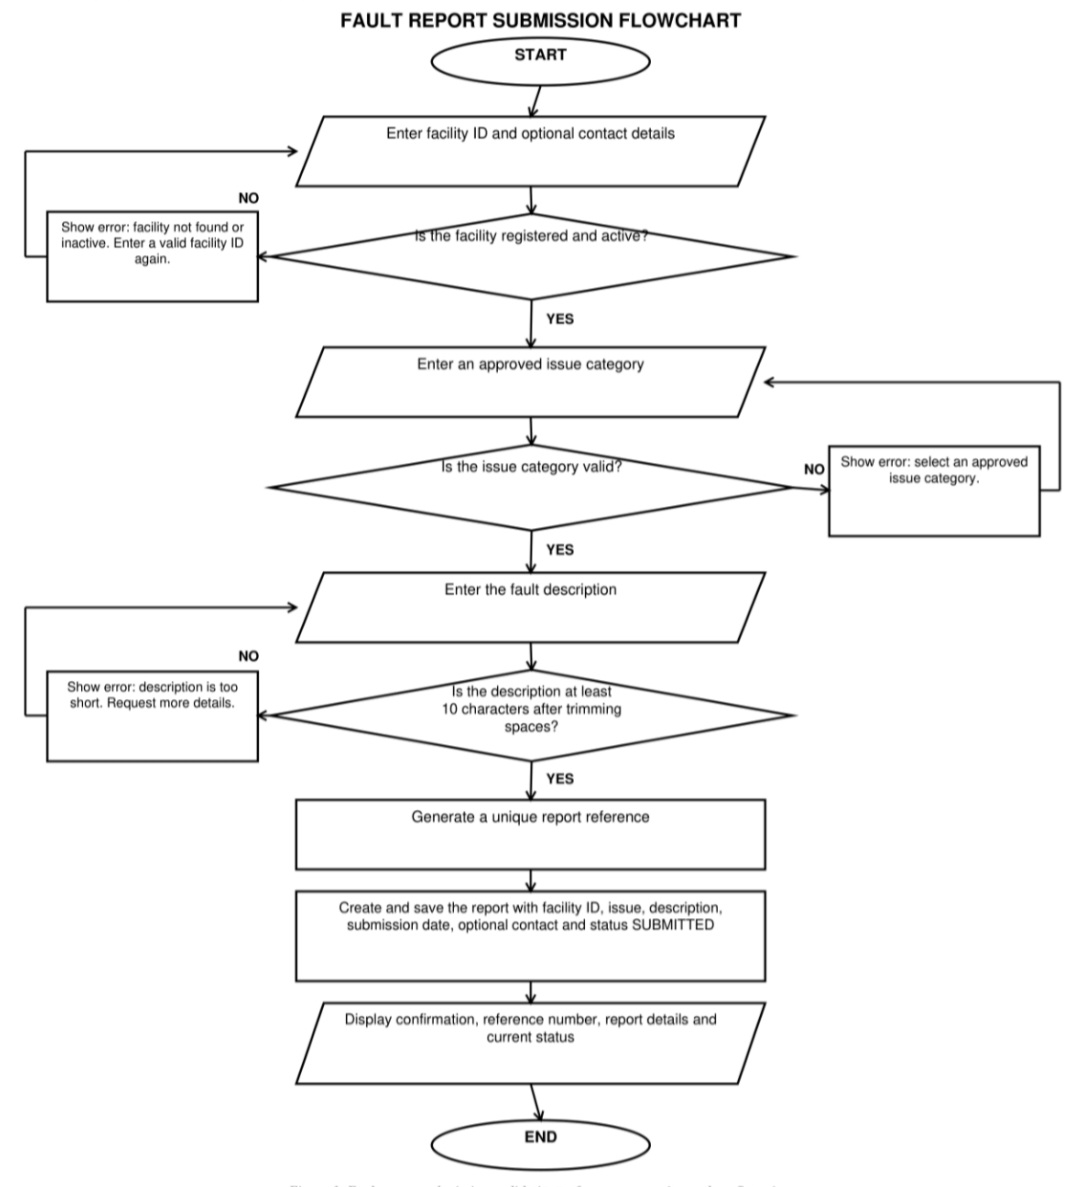 FAULT REPORT SUBMISSION FLOWCHART
START
Enter facility ID and optional contact details
NO
Show error: facility not found or
inactive. Enter a valid facility ID
again.
Is the facility registered and active?
YES
Enter an approved issue category
Is the issue category valid?
NO
Show error: select an approved
issue category.
YES
Enter the fault description
NO
Show error: description is too
short. Request more details.
Is the description at least
10 characters after trimming
spaces?
YES
Generate a unique report reference
Create and save the report with facility ID, issue, description,
submission date, optional contact and status SUBMITTED
Display confirmation, reference number, report details and
current status
END